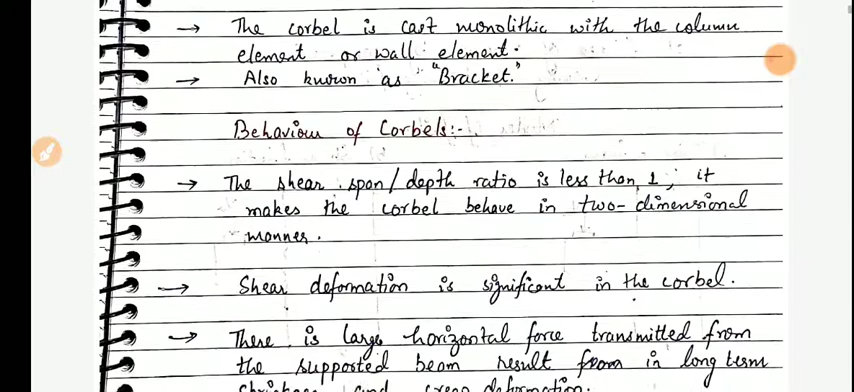 → The corbel is cast monolithic with the column
element or wall element.
→ Also known as "Bracket."
Behaviour of Corbels:-
→ The shear span/depth ratio is less than 1, it
makes the corbel behave in two-dimensional
manner.
→ Shear deformation is significant in the corbel.
→ There is large horizontal force transmitted from
the supported beam result from in long term
shrinkage and creep deformation.